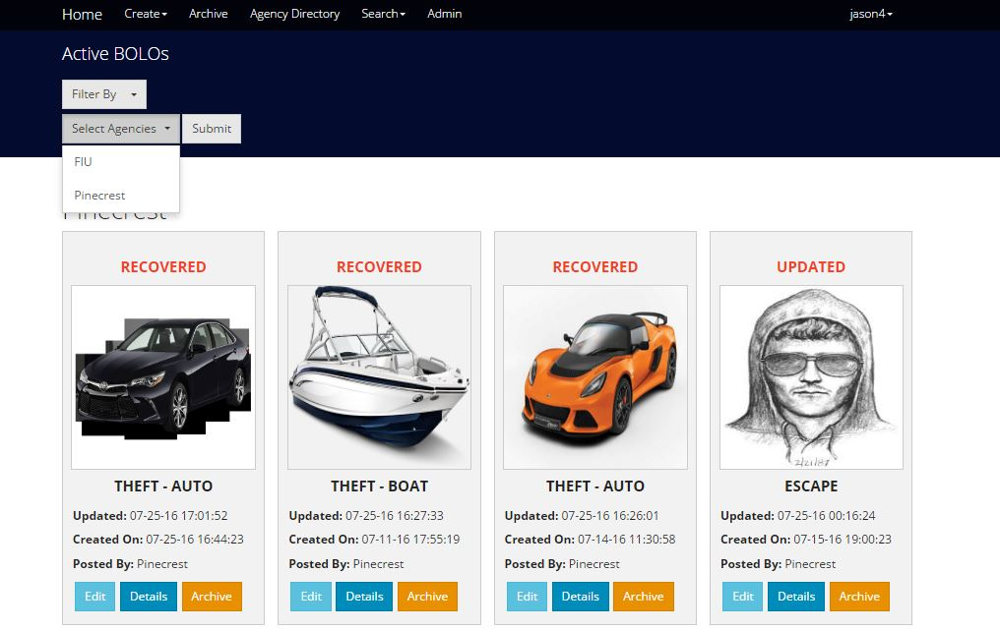 Home Create Archive Agency Directory Search Admin jason4
Active BOLOs
Filter By
Select Agencies Submit
FIU
Pinecrest
Pinecrest
RECOVERED RECOVERED RECOVERED UPDATED
2/21/87
THEFT - AUTO THEFT - BOAT THEFT - AUTO ESCAPE
Updated: 07-25-16 17:01:52 Updated: 07-25-16 16:27:33 Updated: 07-25-16 16:26:01 Updated: 07-25-16 00:16:24
Created On: 07-25-16 16:44:23 Created On: 07-11-16 17:55:19 Created On: 07-14-16 11:30:58 Created On: 07-15-16 19:00:23
Posted By: Pinecrest Posted By: Pinecrest Posted By: Pinecrest Posted By: Pinecrest
Edit Details Archive Edit Details Archive Edit Details Archive Edit Details Archive